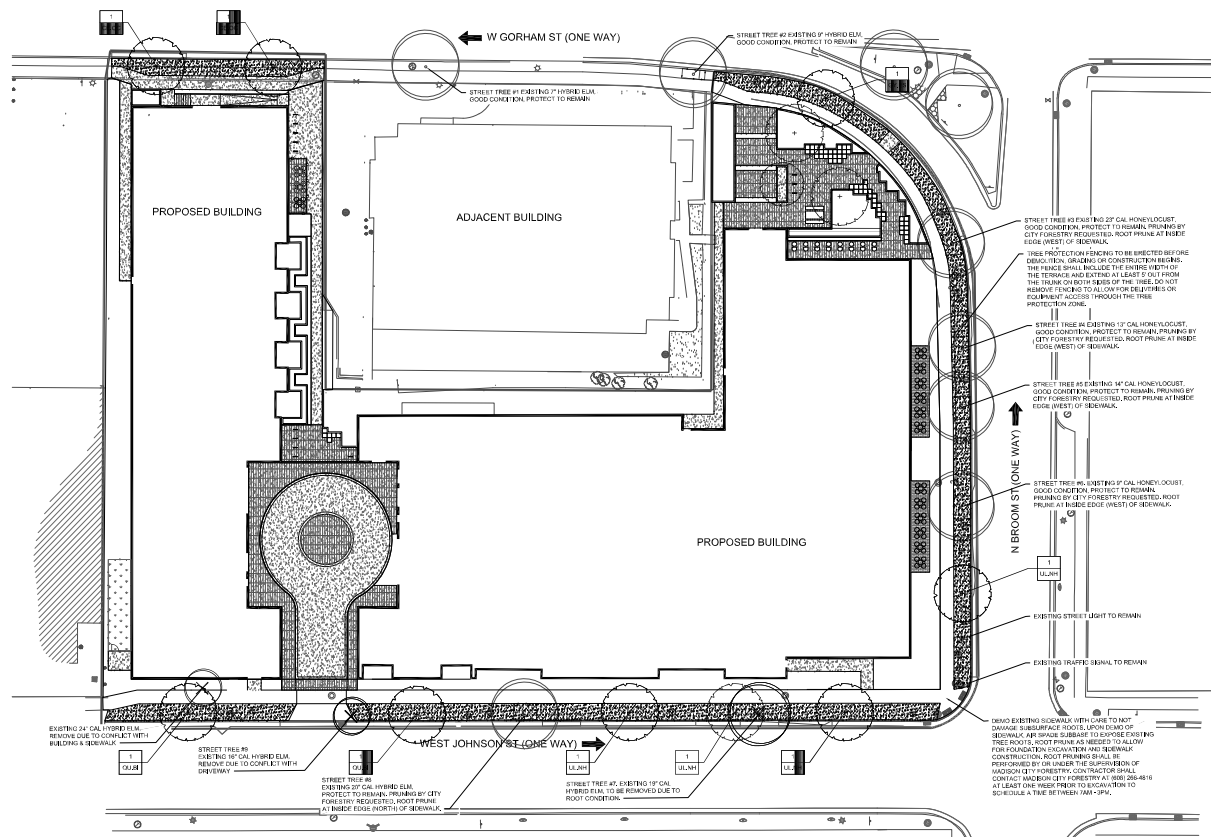 1
1
W GORHAM ST (ONE WAY)
STREET TREE #2 EXISTING 9" HYBRID ELM,
GOOD CONDITION, PROTECT TO REMAIN
1
STREET TREE #1 EXISTING 7" HYBRID ELM,
GOOD CONDITION, PROTECT TO REMAIN
PROPOSED BUILDING
ADJACENT BUILDING
STREET TREE #3 EXISTING 23" CAL HONEYLOCUST,
GOOD CONDITION, PROTECT TO REMAIN. PRUNING BY
CITY FORESTRY REQUESTED. ROOT PRUNE AT INSIDE
EDGE (WEST) OF SIDEWALK.
TREE PROTECTION FENCING TO BE ERECTED BEFORE
DEMOLITION, GRADING OR CONSTRUCTION BEGINS.
THE FENCE SHALL INCLUDE THE ENTIRE WIDTH OF
THE TERRACE AND EXTEND AT LEAST 5' OUT FROM
THE TRUNK ON BOTH SIDES OF THE TREE. DO NOT
REMOVE FENCING TO ALLOW FOR DELIVERIES OR
EQUIPMENT ACCESS THROUGH THE TREE
PROTECTION ZONE.
STREET TREE #4 EXISTING 13" CAL HONEYLOCUST,
GOOD CONDITION, PROTECT TO REMAIN, PRUNING BY
CITY FORESTRY REQUESTED. ROOT PRUNE AT INSIDE
EDGE (WEST) OF SIDEWALK.
STREET TREE #5 EXISTING 14" CAL HONEYLOCUST,
GOOD CONDITION, PROTECT TO REMAIN. PRUNING BY
CITY FORESTRY REQUESTED. ROOT PRUNE AT INSIDE
EDGE (WEST) OF SIDEWALK.
N BROOM ST (ONE WAY)
STREET TREE #6. EXISTING 9" CAL HONEYLOCUST,
GOOD CONDITION, PROTECT TO REMAIN.
PRUNING BY CITY FORESTRY REQUESTED. ROOT
PRUNE AT INSIDE EDGE (WEST) OF SIDEWALK.
PROPOSED BUILDING
1
ULNH
EXISTING STREET LIGHT TO REMAIN
EXISTING TRAFFIC SIGNAL TO REMAIN
EXISTING 24" CAL HYBRID ELM.
REMOVE DUE TO CONFLICT WITH
BUILDING & SIDEWALK
1
QUBI
STREET TREE #9
EXISTING 16" CAL HYBRID ELM.
REMOVE DUE TO CONFLICT WITH
DRIVEWAY
1
WEST JOHNSON ST (ONE WAY)
STREET TREE #8
EXISTING 20" CAL HYBRID ELM,
PROTECT TO REMAIN. PRUNING BY CITY
FORESTRY REQUESTED, ROOT PRUNE
AT INSIDE EDGE (NORTH) OF SIDEWALK.
1
ULNH
STREET TREE #7, EXISTING 19" CAL
HYBRID ELM, TO BE REMOVED DUE TO
ROOT CONDITION.
1
ULNH
1
DEMO EXISTING SIDEWALK WITH CARE TO NOT
DAMAGE SUBSURFACE ROOTS. UPON DEMO OF
SIDEWALK, AIR SPADE SUBBASE TO EXPOSE EXISTING
TREE ROOTS, ROOT PRUNE AS NEEDED TO ALLOW
FOR FOUNDATION EXCAVATION AND SIDEWALK
CONSTRUCTION. ROOT PRUNING SHALL BE
PERFORMED BY OR UNDER THE SUPERVISION OF
MADISON CITY FORESTRY. CONTRACTOR SHALL
CONTACT MADISON CITY FORESTRY AT (608) 266-4816
AT LEAST ONE WEEK PRIOR TO EXCAVATION TO
SCHEDULE A TIME BETWEEN 7AM - 3PM.